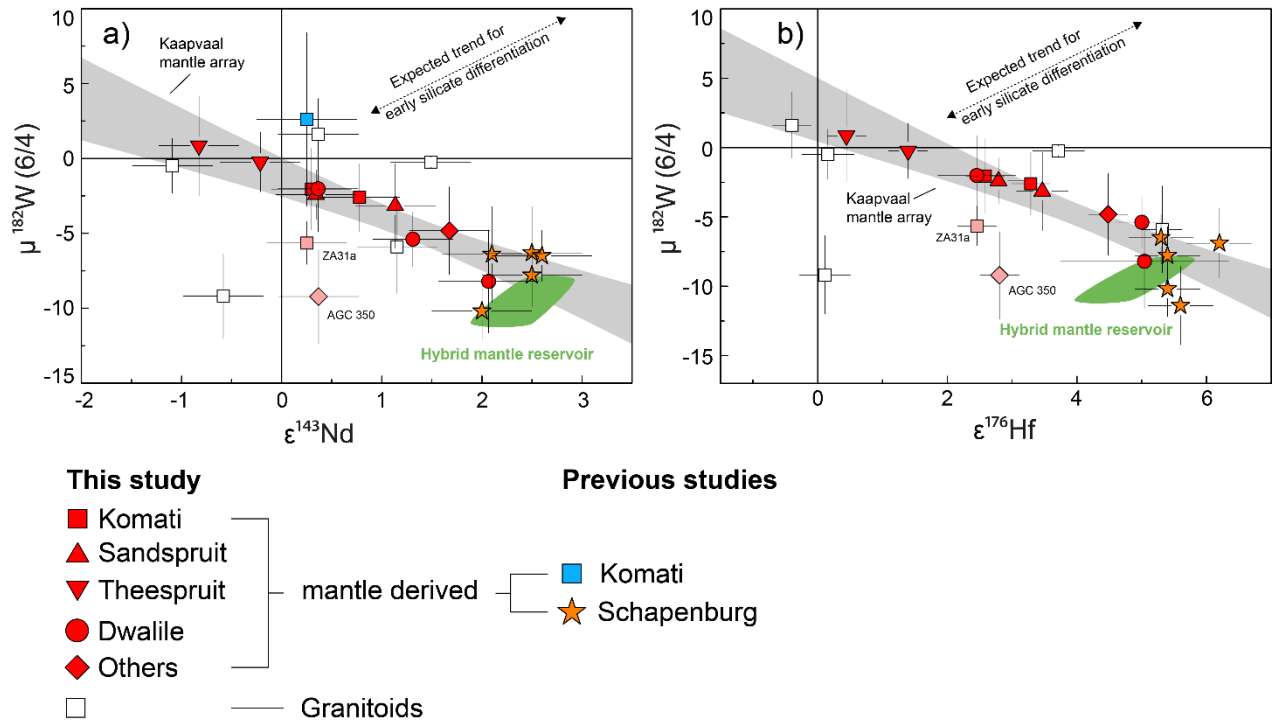 a)
10
5
0
-5
-10
-15
μ ¹⁸²W (6/4)
Kaapvaal
mantle array
Expected trend for
early silicate differentiation
ZA31a
AGC 350
Hybrid mantle reservoir
-2
-1
0
1
2
3
ε¹⁴³Nd
b)
10
5
0
-5
-10
-15
μ ¹⁸²W (6/4)
Expected trend for
early silicate differentiation
Kaapvaal
mantle array
ZA31a
AGC 350
Hybrid mantle reservoir
0
2
4
6
ε¹⁷⁶Hf
This study
Komati
Sandspruit
Theespruit
Dwalile
Others
mantle derived
Granitoids
Previous studies
Komati
Schapenburg